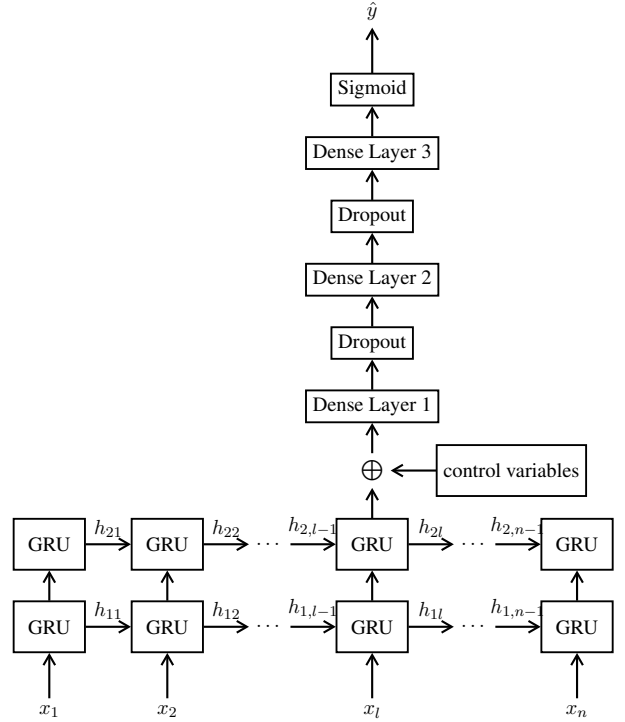 ŷ
Sigmoid
Dense Layer 3
Dropout
Dense Layer 2
Dropout
Dense Layer 1
⊕ control variables
h₂₁ h₂₂ h₂,ₗ₋₁ h₂ₗ h₂,ₙ₋₁
GRU GRU ··· GRU ··· GRU
h₁₁ h₁₂ h₁,ₗ₋₁ h₁ₗ h₁,ₙ₋₁
GRU GRU ··· GRU ··· GRU
x₁ x₂ xₗ xₙ